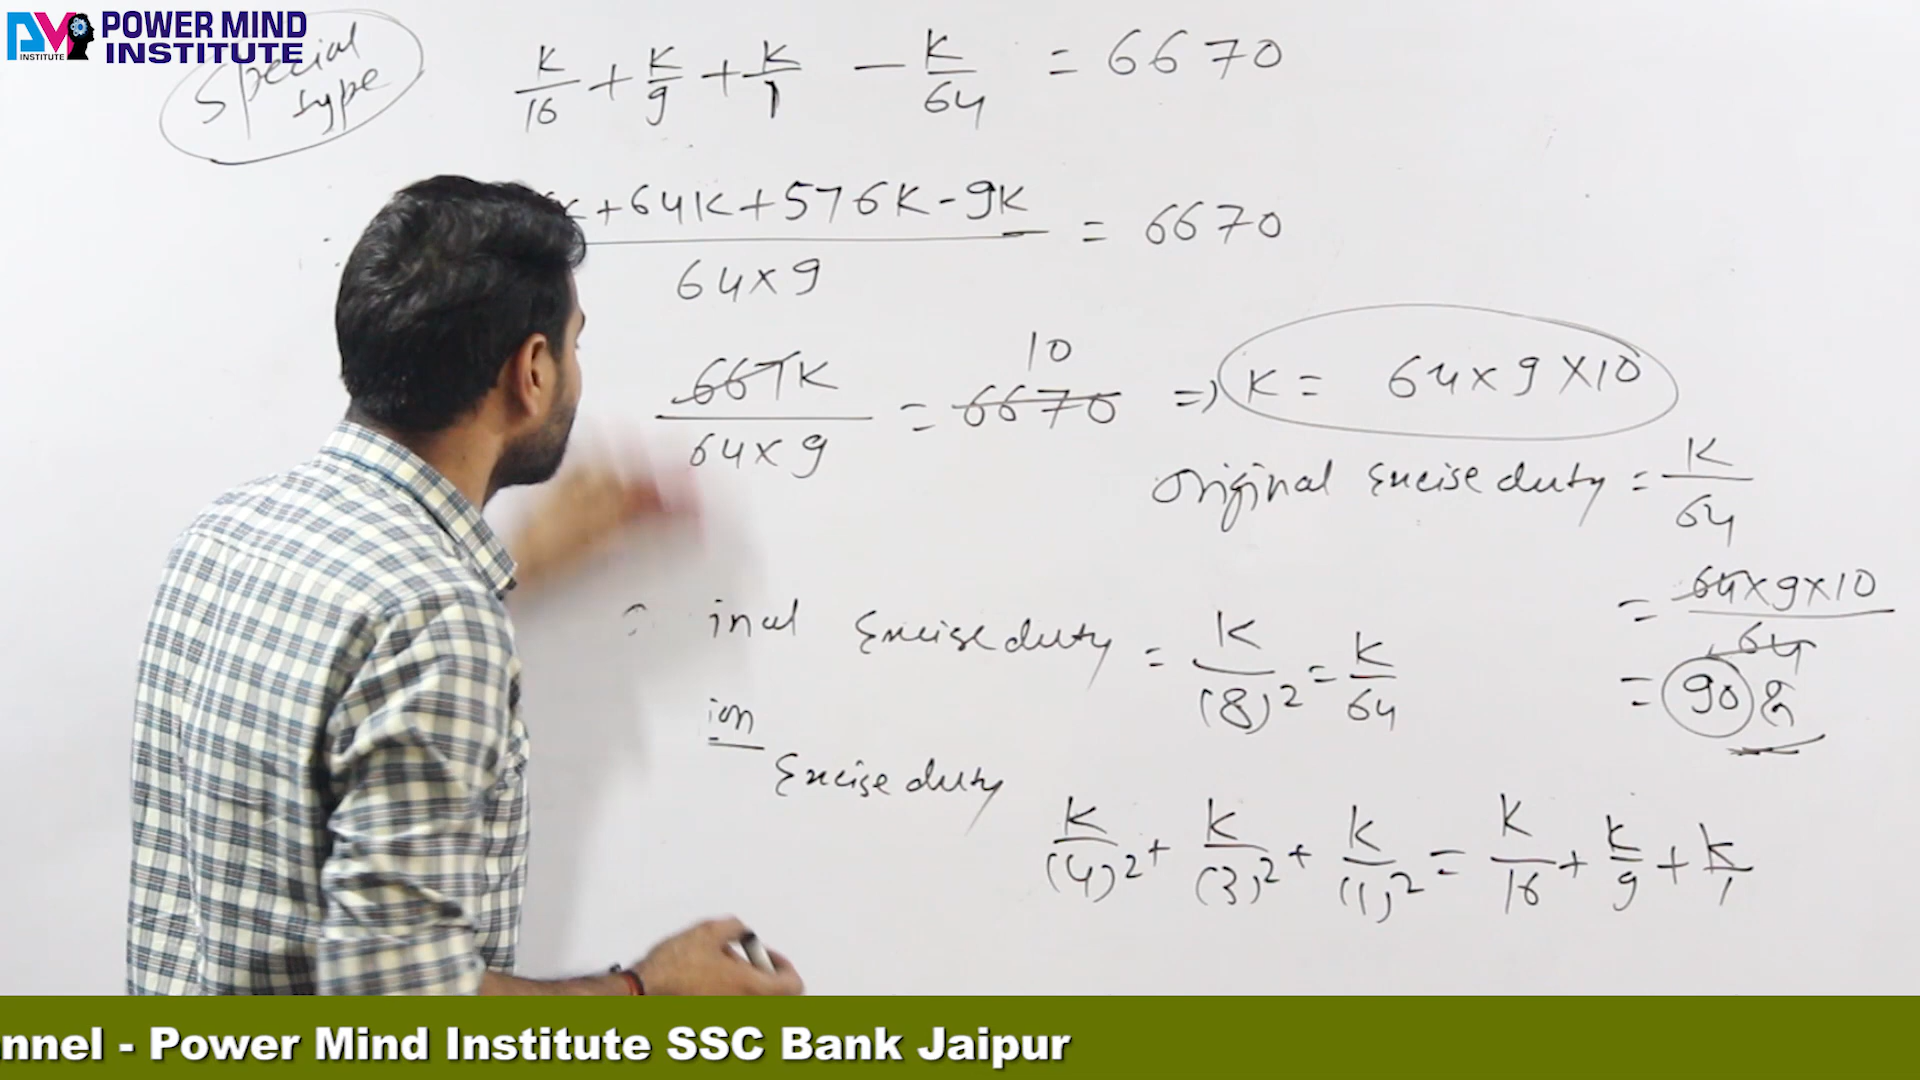 POWER MIND
INSTITUTE
INSTITUTE
Special
type
K/16 + K/9 + K/1 - K/64 = 6670
+64K+576K-9K / 64×9 = 6670
667K / 64×9 = 6670 10 => K = 64×9×10
original Excise duty = K/64
= 64×9×10 / 64
= 90
inal Excise duty = K/(8)² = K/64
ion
Excise duty
K/(4)² + K/(3)² + K/(1)² = K/16 + K/9 + K/1
nnel - Power Mind Institute SSC Bank Jaipur